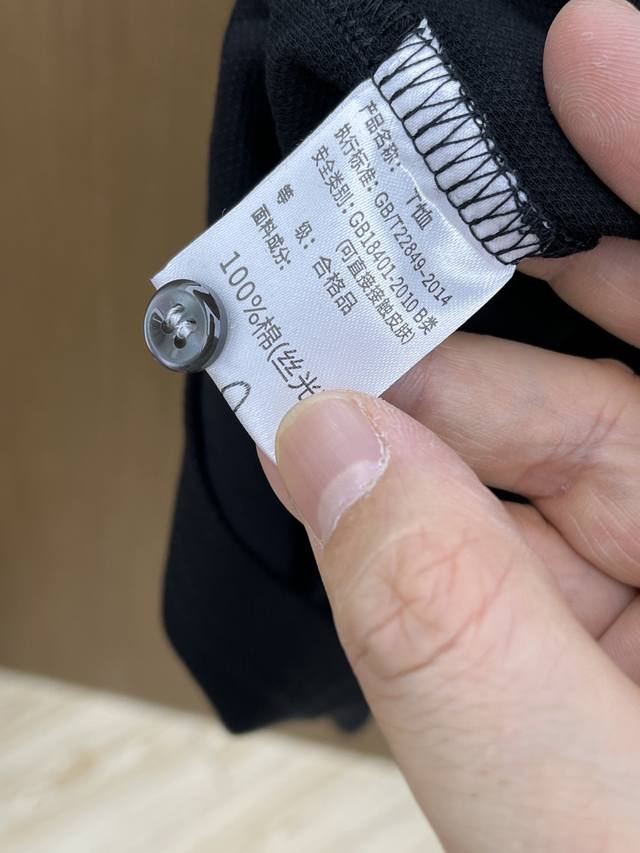 产品名称：T恤
执行标准：GB/T22849-2014
安全类别：GB18401-2010 B类
(可直接接触皮肤)
等 级：合格品
面料成分：
100%棉(丝光